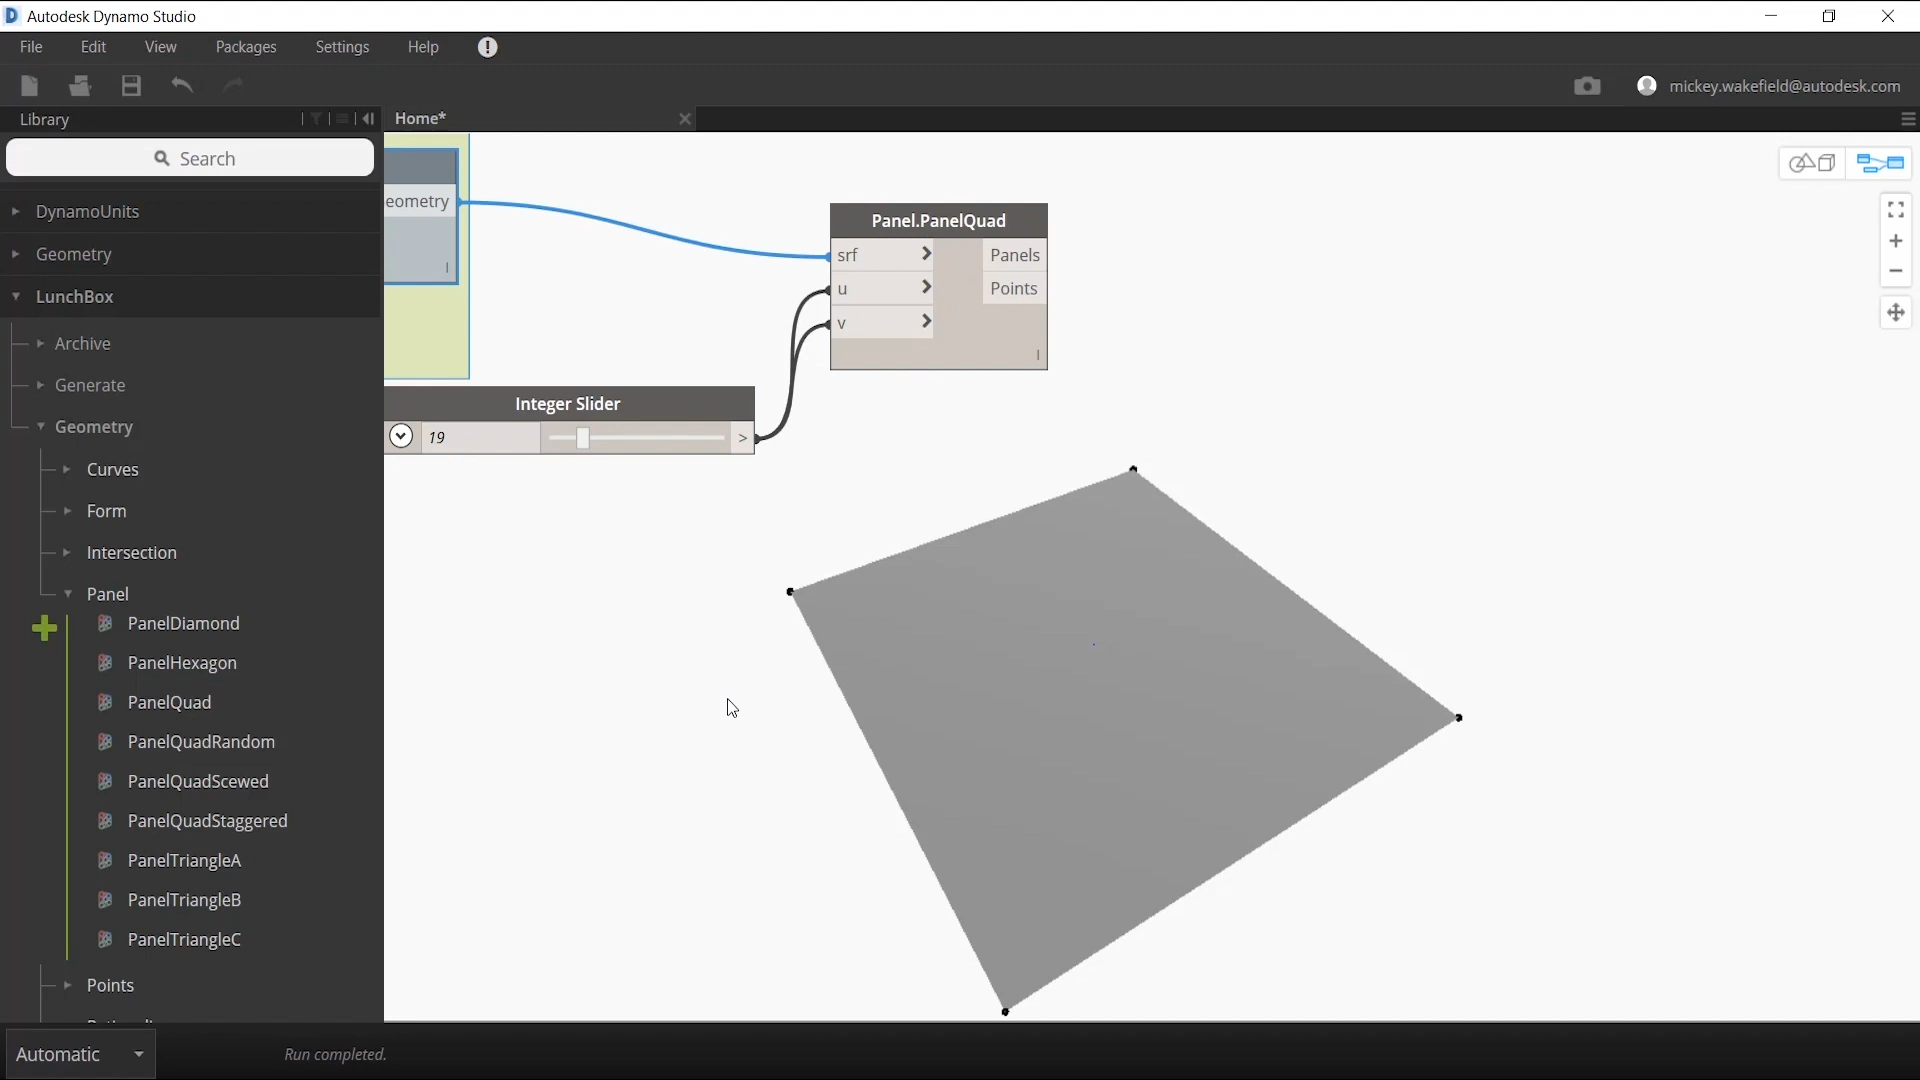 Autodesk Dynamo Studio
File Edit View Packages Settings Help !
mickey.wakefield@autodesk.com
Library
Home*
Search
DynamoUnits
Geometry
LunchBox
Archive
Generate
Geometry
Curves
Form
Intersection
Panel
PanelDiamond
PanelHexagon
PanelQuad
PanelQuadRandom
PanelQuadScewed
PanelQuadStaggered
PanelTriangleA
PanelTriangleB
PanelTriangleC
Points
eometry
Panel.PanelQuad
srf > Panels
u > Points
v >
l
l
Integer Slider
19 >
Automatic
Run completed.